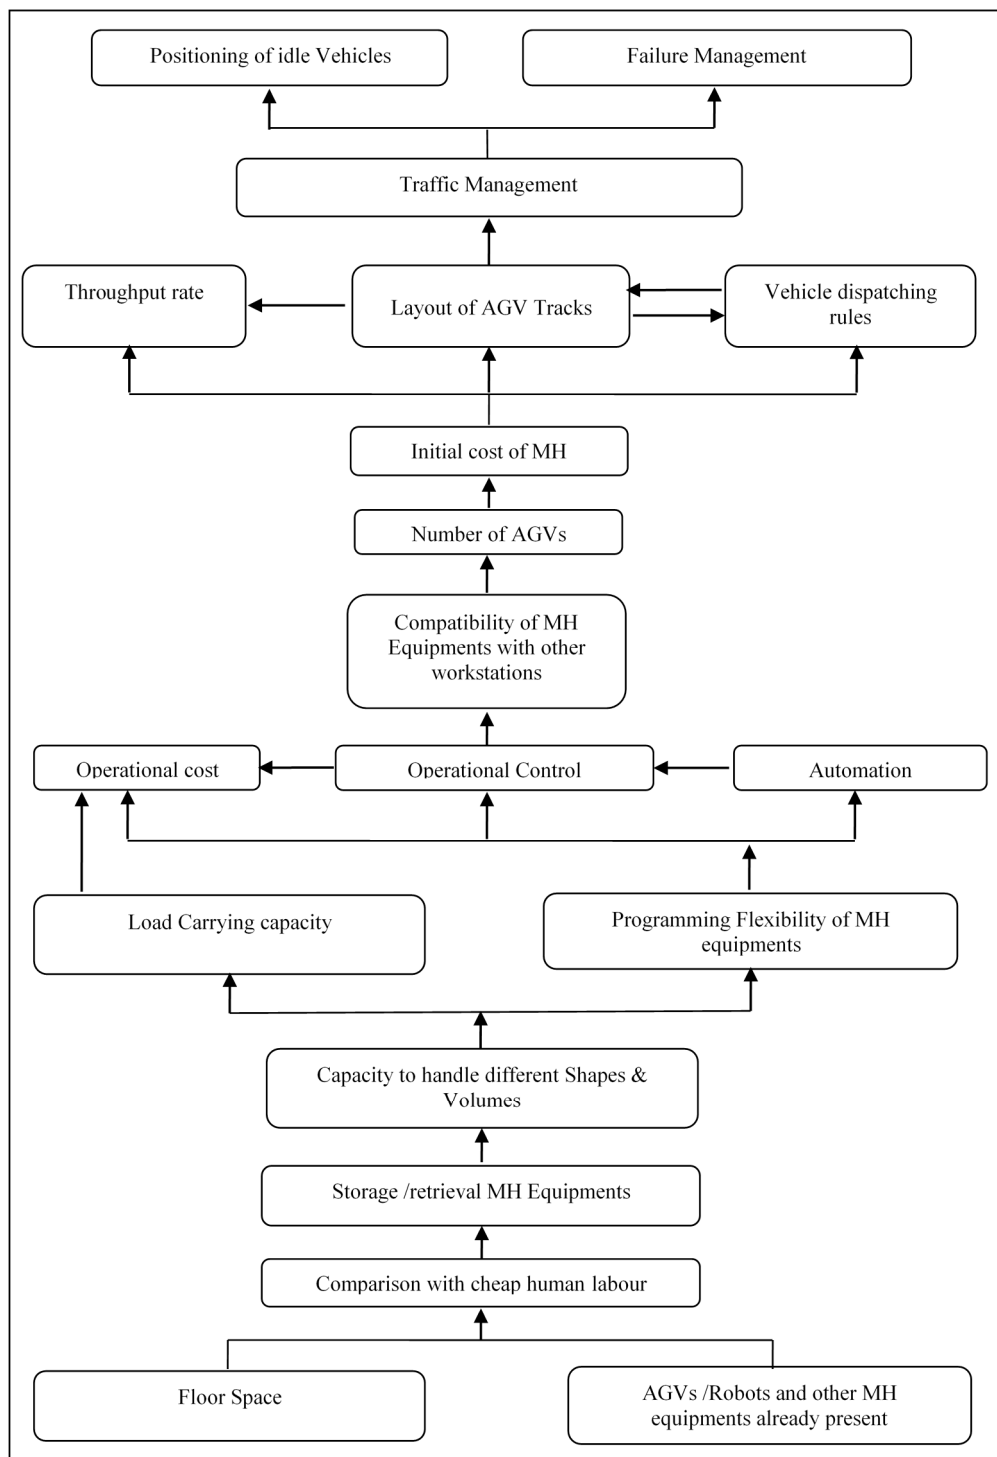 Positioning of idle Vehicles
Failure Management
Traffic Management
Throughput rate
Layout of AGV Tracks
Vehicle dispatching
rules
Initial cost of MH
Number of AGVs
Compatibility of MH
Equipments with other
workstations
Operational cost
Operational Control
Automation
Load Carrying capacity
Programming Flexibility of MH
equipments
Capacity to handle different Shapes &
Volumes
Storage /retrieval MH Equipments
Comparison with cheap human labour
Floor Space
AGVs /Robots and other MH
equipments already present